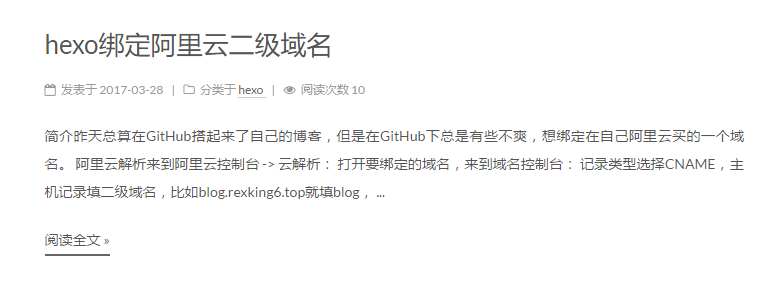 hexo绑定阿里云二级域名
发表于 2017-03-28 | 分类于 hexo | 阅读次数 10
简介昨天总算在GitHub搭起来了自己的博客，但是在GitHub下总是有些不爽，想绑定在自己阿里云买的一个域
名。 阿里云解析来到阿里云控制台 -> 云解析： 打开要绑定的域名，来到域名控制台： 记录类型选择CNAME，主
机记录填二级域名，比如blog.rexking6.top就填blog， ...
阅读全文 »